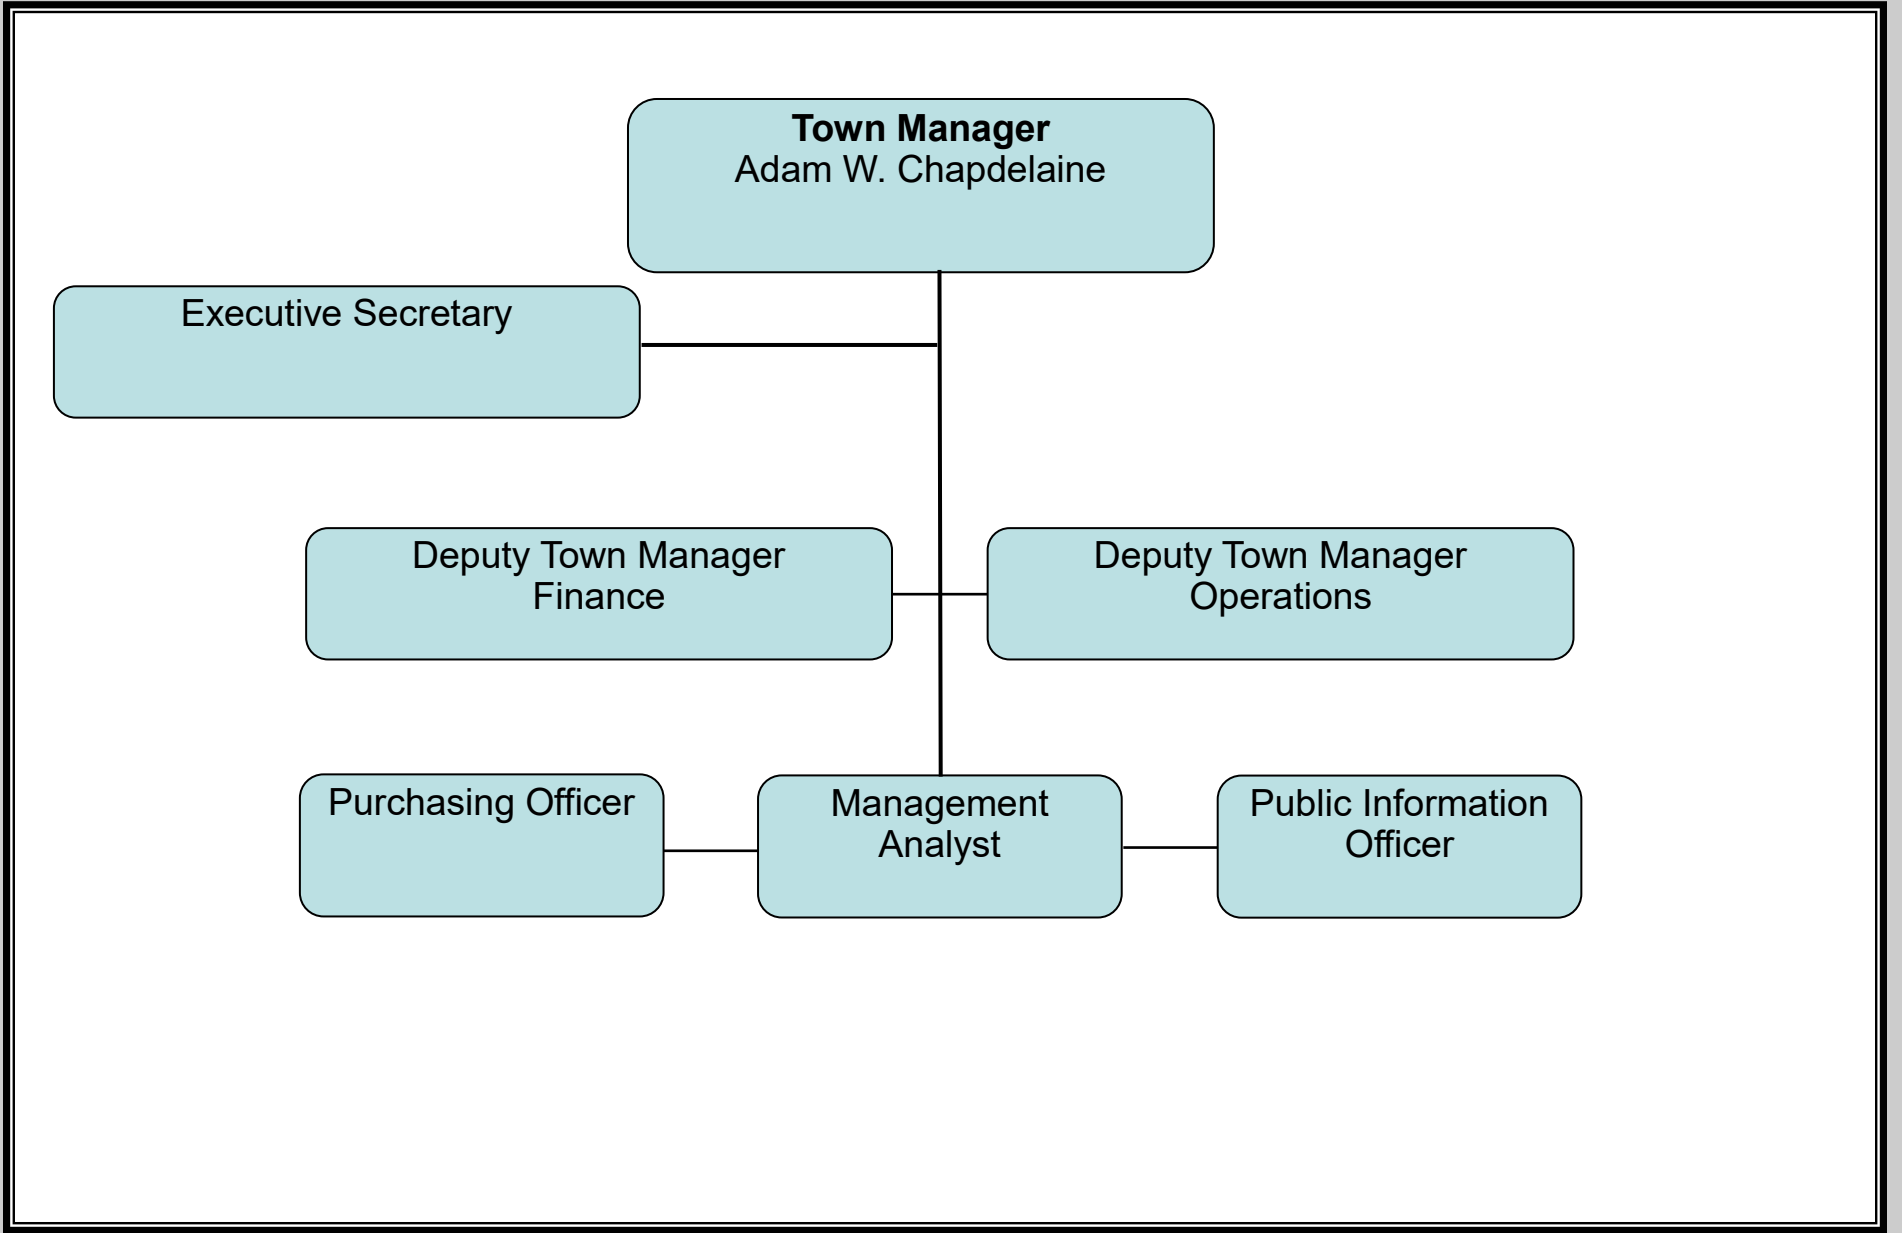 Town Manager
Adam W. Chapdelaine
Executive Secretary
Deputy Town Manager
Finance
Deputy Town Manager
Operations
Purchasing Officer
Management
Analyst
Public Information
Officer